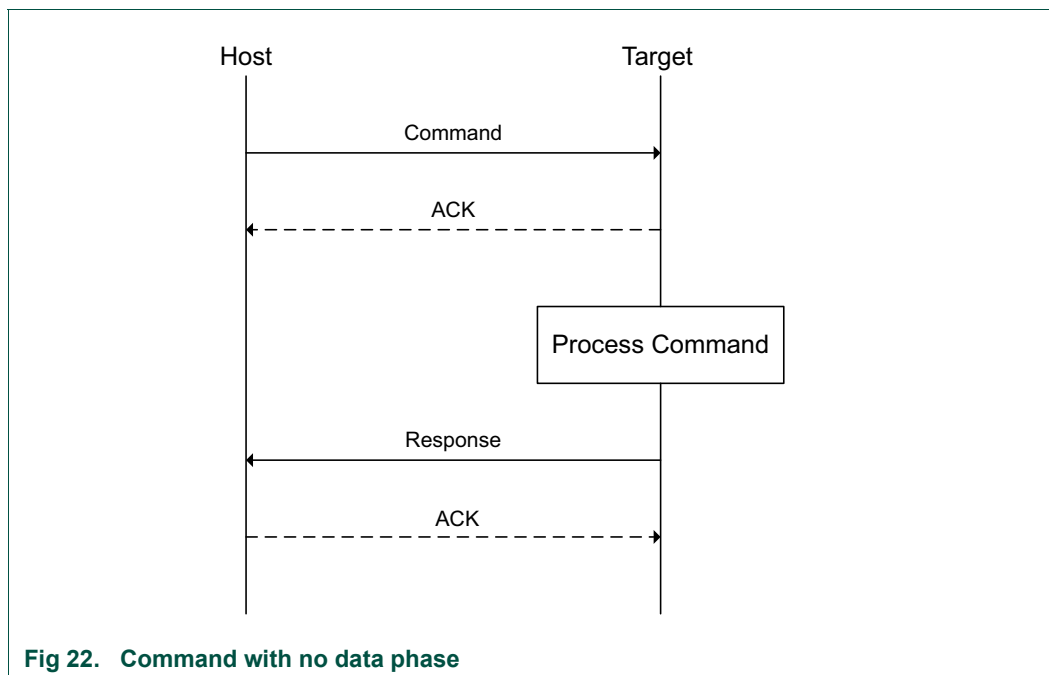 Host Target
Command
ACK
Process Command
Response
ACK
Fig 22. Command with no data phase